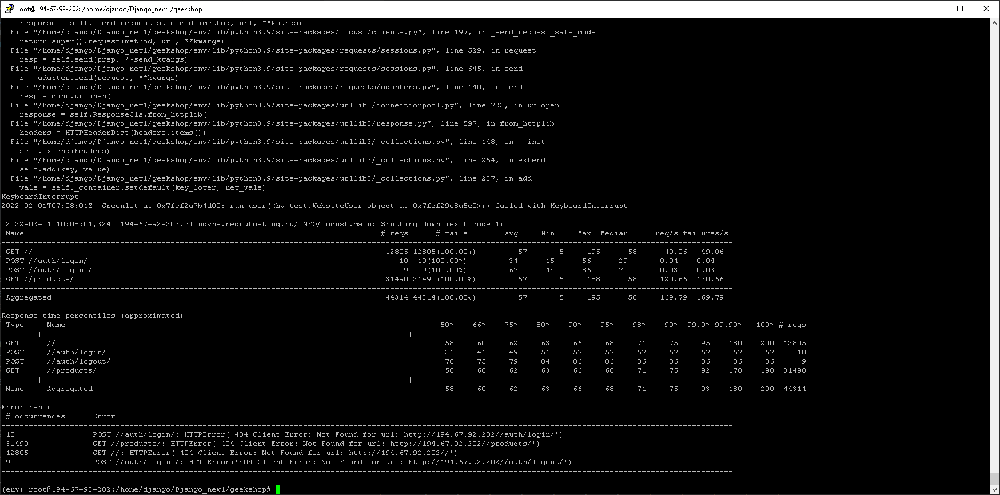 root@194-67-92-202: /home/django/Django_new1/geekshop
response = self._send_request_safe_mode(method, url, **kwargs)
File "/home/django/Django_new1/geekshop/env/lib/python3.9/site-packages/locust/clients.py", line 197, in _send_request_safe_mode
return super().request(method, url, **kwargs)
File "/home/django/Django_new1/geekshop/env/lib/python3.9/site-packages/requests/sessions.py", line 529, in request
resp = self.send(prep, **send_kwargs)
File "/home/django/Django_new1/geekshop/env/lib/python3.9/site-packages/requests/sessions.py", line 645, in send
r = adapter.send(request, **kwargs)
File "/home/django/Django_new1/geekshop/env/lib/python3.9/site-packages/requests/adapters.py", line 440, in send
resp = conn.urlopen(
File "/home/django/Django_new1/geekshop/env/lib/python3.9/site-packages/urllib3/connectionpool.py", line 723, in urlopen
response = self.ResponseCls.from_httplib(
File "/home/django/Django_new1/geekshop/env/lib/python3.9/site-packages/urllib3/response.py", line 597, in from_httplib
headers = HTTPHeaderDict(headers.items())
File "/home/django/Django_new1/geekshop/env/lib/python3.9/site-packages/urllib3/_collections.py", line 148, in __init__
self.extend(headers)
File "/home/django/Django_new1/geekshop/env/lib/python3.9/site-packages/urllib3/_collections.py", line 254, in extend
self.add(key, value)
File "/home/django/Django_new1/geekshop/env/lib/python3.9/site-packages/urllib3/_collections.py", line 227, in add
vals = self._container.setdefault(key_lower, new_vals)
KeyboardInterrupt
2022-02-01T07:08:01Z <Greenlet at 0x7fcf2a7b4d00: run_user(<hv_test.WebsiteUser object at 0x7fcf29e8a5e0>)> failed with KeyboardInterrupt
[2022-02-01 10:08:01,324] 194-67-92-202.cloudvps.regruhosting.ru/INFO/locust.main: Shutting down (exit code 1)
Name # reqs # fails | Avg Min Max Median | req/s failures/s
GET // 12805 12805(100.00%) | 57 5 195 58 | 49.06 49.06
POST //auth/login/ 10 10(100.00%) | 34 15 56 29 | 0.04 0.04
POST //auth/logout/ 9 9(100.00%) | 67 44 86 70 | 0.03 0.03
GET //products/ 31490 31490(100.00%) | 57 5 188 58 | 120.66 120.66
Aggregated 44314 44314(100.00%) | 57 5 195 58 | 169.79 169.79
Response time percentiles (approximated)
Type Name 50% 66% 75% 80% 90% 95% 98% 99% 99.9% 99.99% 100% # reqs
GET // 58 60 62 63 66 68 71 75 95 180 200 12805
POST //auth/login/ 36 41 49 56 57 57 57 57 57 57 57 10
POST //auth/logout/ 70 75 79 84 86 86 86 86 86 86 86 9
GET //products/ 58 60 62 63 66 68 71 75 92 170 190 31490
None Aggregated 58 60 62 63 66 68 71 75 93 180 200 44314
Error report
# occurrences Error
10 POST //auth/login/: HTTPError('404 Client Error: Not Found for url: http://194.67.92.202//auth/login/')
31490 GET //products/: HTTPError('404 Client Error: Not Found for url: http://194.67.92.202//products/')
12805 GET //: HTTPError('404 Client Error: Not Found for url: http://194.67.92.202//')
9 POST //auth/logout/: HTTPError('404 Client Error: Not Found for url: http://194.67.92.202//auth/logout/')
(env) root@194-67-92-202:/home/django/Django_new1/geekshop#